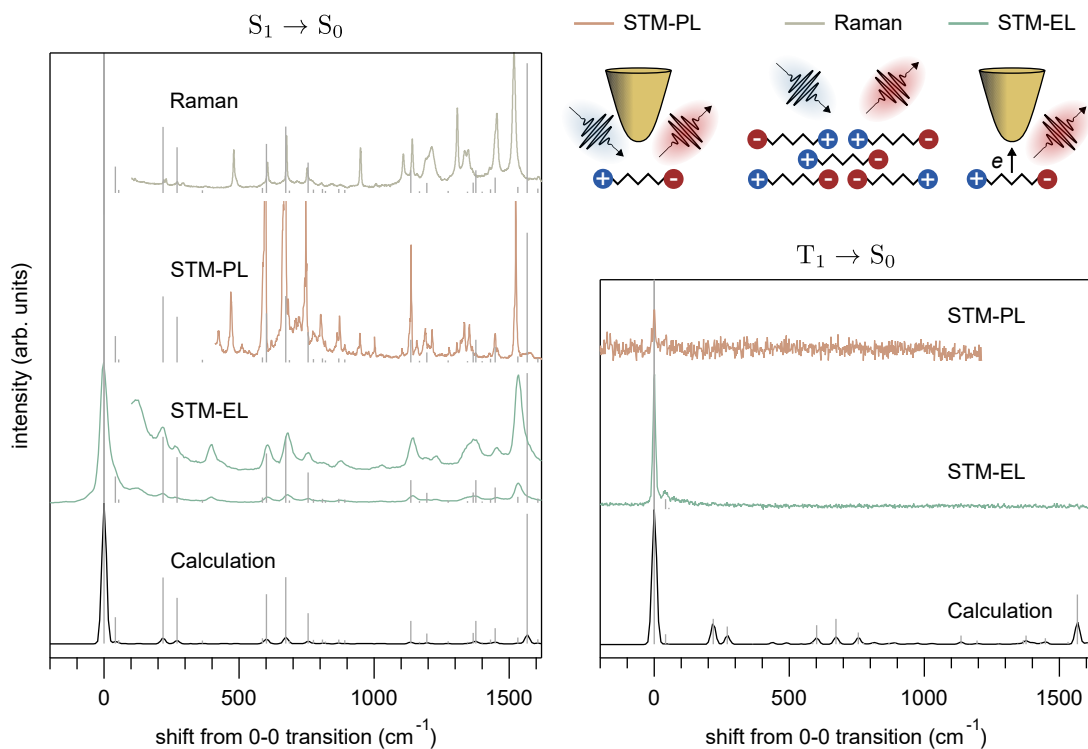 S₁ → S₀
Raman
STM-PL
STM-EL
Calculation
intensity (arb. units)
0
500
1000
1500
shift from 0-0 transition (cm⁻¹)
STM-PL
Raman
STM-EL
- + + -
+ -
+ - e + -
+ - - +
T₁ → S₀
STM-PL
STM-EL
Calculation
0
500
1000
1500
shift from 0-0 transition (cm⁻¹)